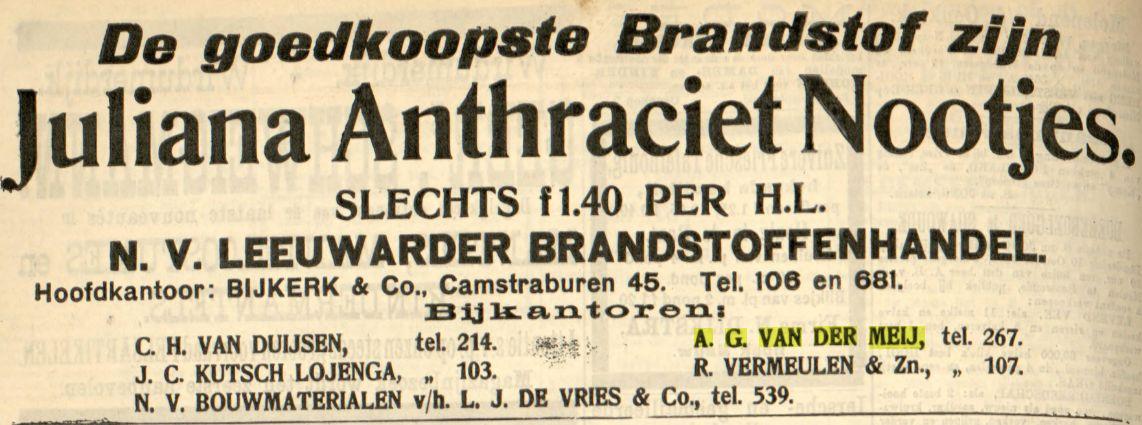 De goedkoopste Brandstof zijn
Juliana Anthraciet Nootjes.
SLECHTS f 1.40 PER H.L.
N. V. LEEUWARDER BRANDSTOFFENHANDEL.
Hoofdkantoor: BIJKERK & Co., Camstraburen 45. Tel. 106 en 681.
Bijkantoren:
C. H. VAN DUIJSEN, tel. 214.
J. C. KUTSCH LOJENGA, „ 103.
A. G. VAN DER MEIJ, tel. 267.
R. VERMEULEN & Zn., „ 107.
N. V. BOUWMATERIALEN v/h. L. J. DE VRIES & Co., tel. 539.